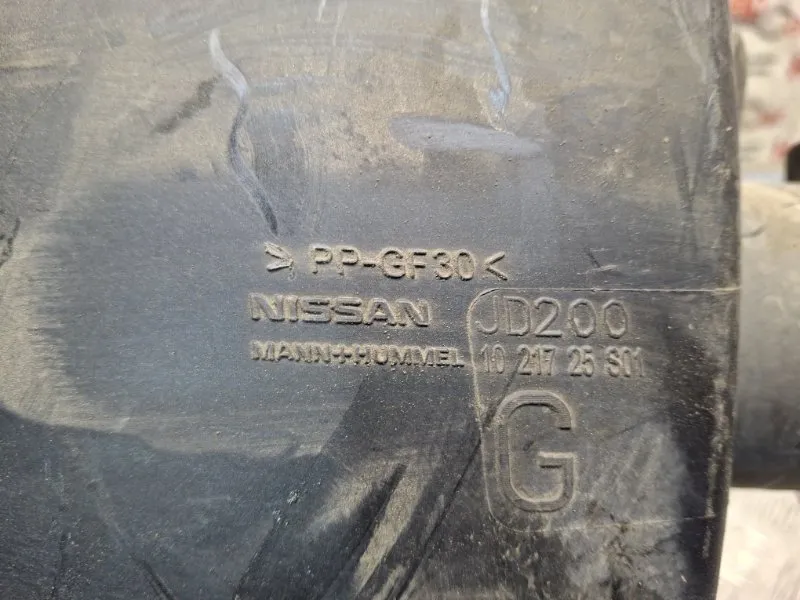 >PP-GF30<
NISSAN JD200
MANN+HUMMEL 10 217 25 S01
G